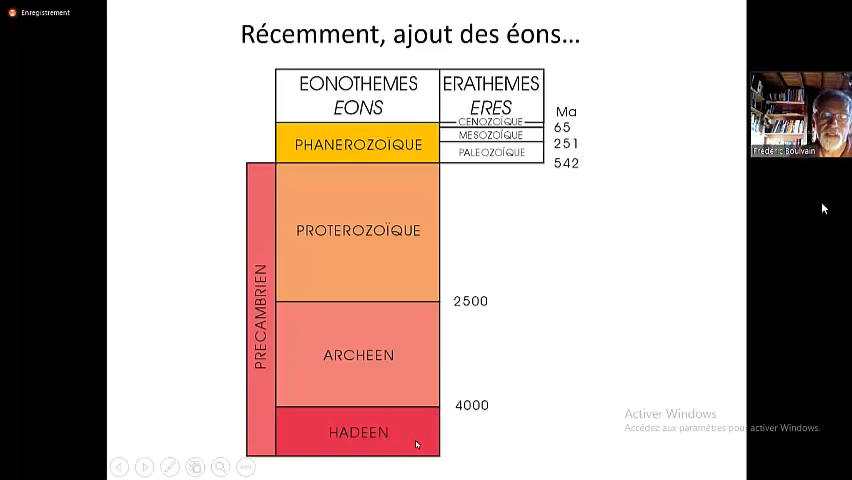 Enregistrement
Récemment, ajout des éons...
EONOTHEMES
EONS
ERATHEMES
ERES
Ma
CENOZOÏQUE
65
MESOZOÏQUE
251
PHANEROZOÏQUE
PALEOZOÏQUE
542
Frederic Boulvain
PROTEROZOÏQUE
2500
PRECAMBRIEN
ARCHEEN
4000
HADEEN
Activer Windows
Accédez aux paramètres pour activer Windows.